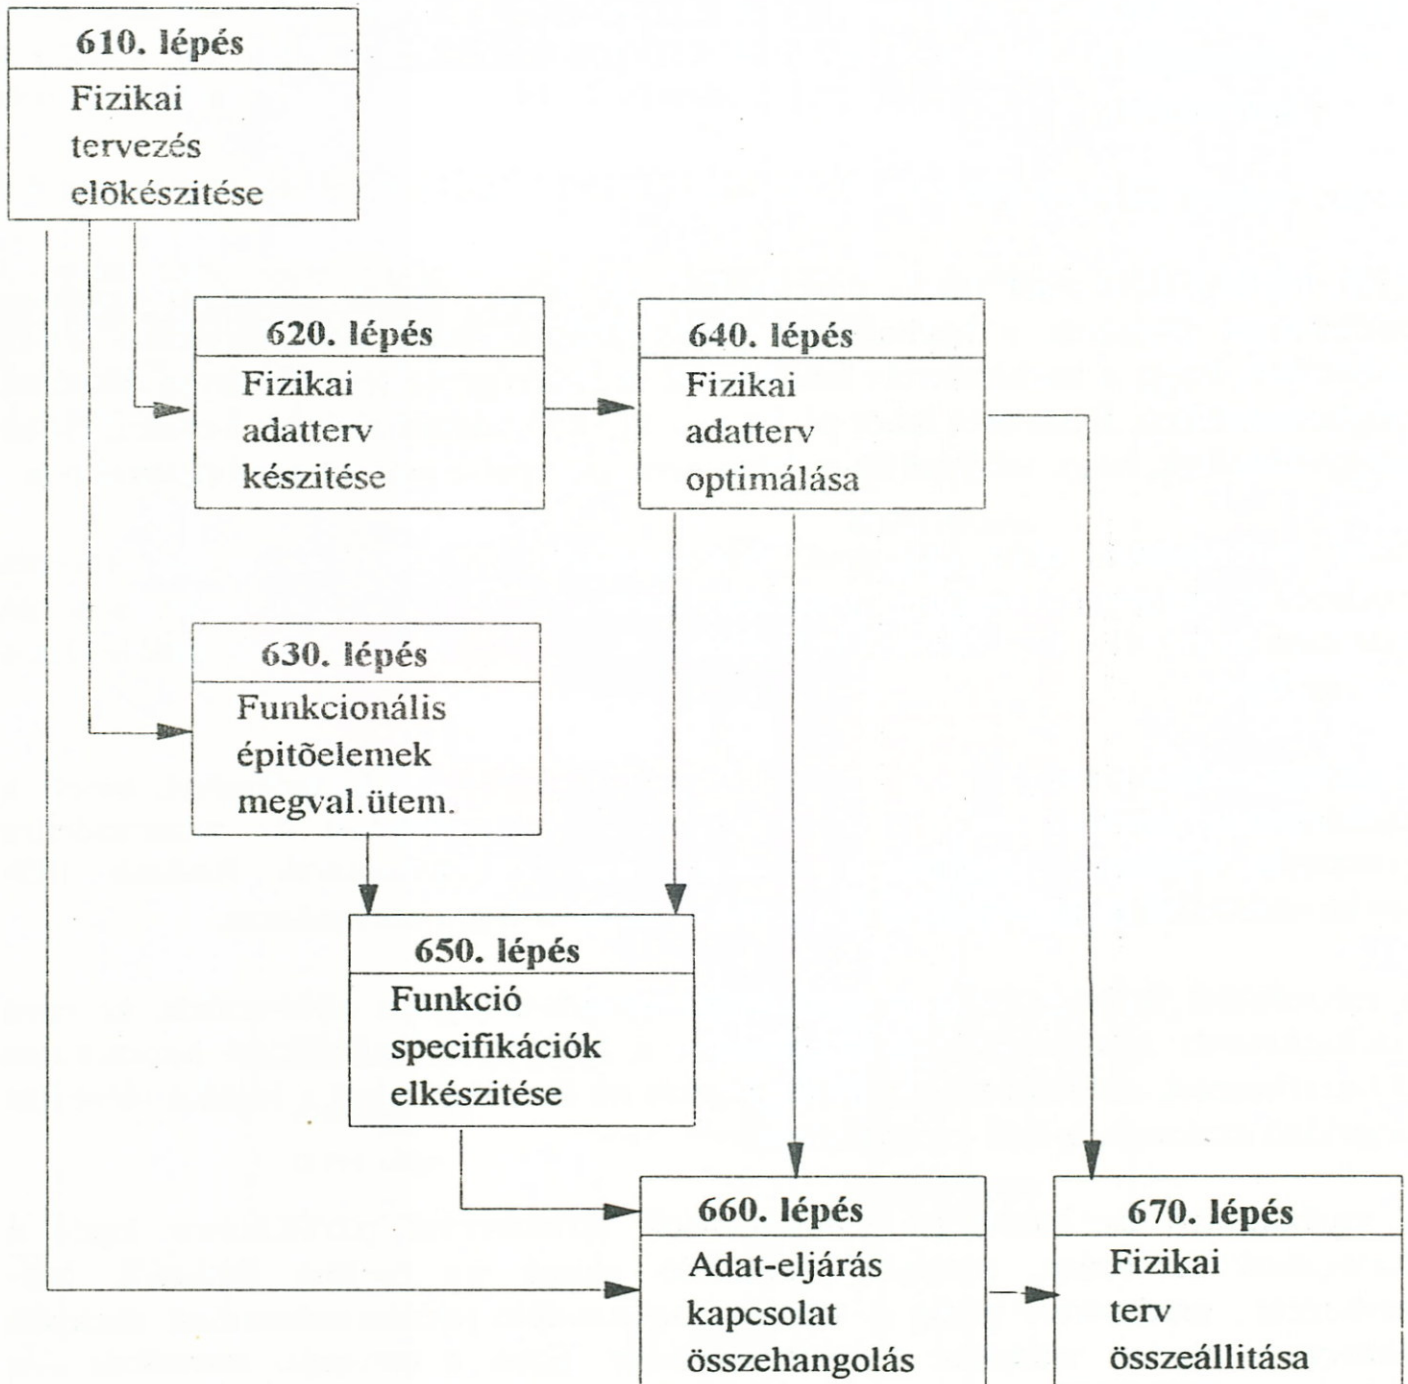 610. lépés
Fizikai
tervezés
elõkészitése
620. lépés
Fizikai
adatterv
készitése
640. lépés
Fizikai
adatterv
optimálása
630. lépés
Funkcionális
épitõelemek
megval.ütem.
650. lépés
Funkció
specifikációk
elkészitése
660. lépés
Adat-eljárás
kapcsolat
összehangolás
670. lépés
Fizikai
terv
összeállitása